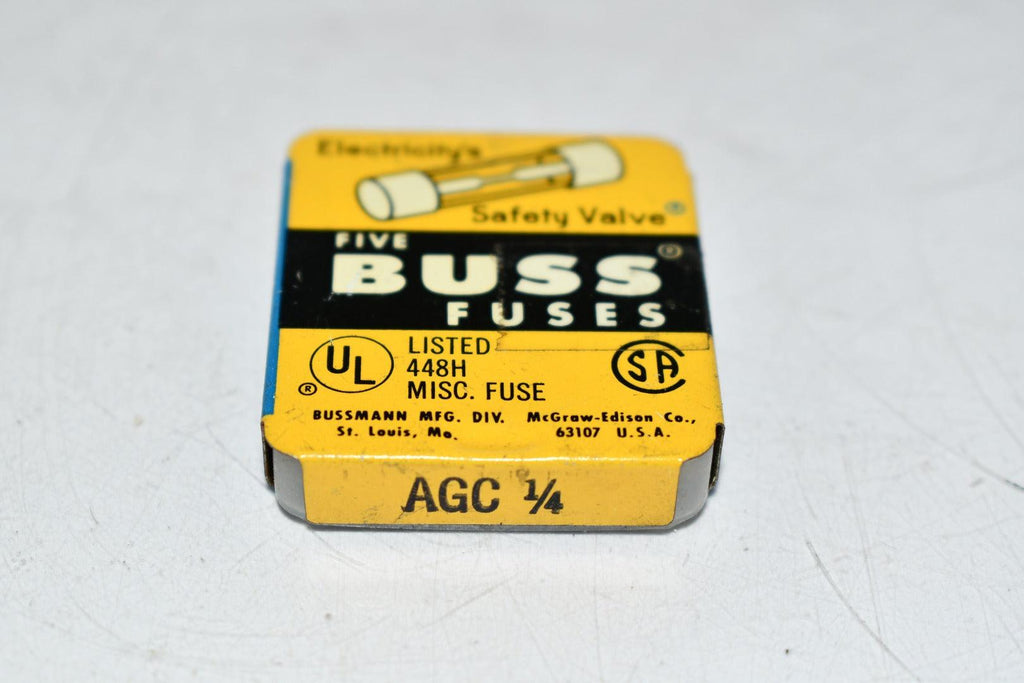 Electricity's
Safety Valve®
FIVE
BUSS®
FUSES
UL
®
LISTED
448H
MISC. FUSE
SA
BUSSMANN MFG. DIV. McGraw-Edison Co.,
St. Louis, Mo. 63107 U.S.A.
AGC ¼